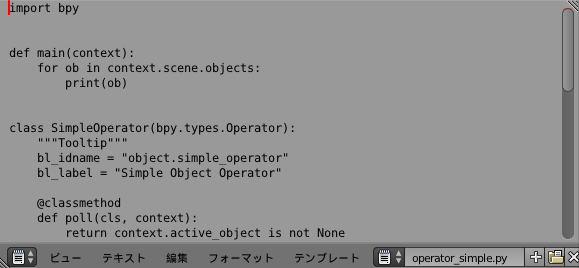 import bpy
def main(context):
    for ob in context.scene.objects:
        print(ob)
class SimpleOperator(bpy.types.Operator):
    """Tooltip"""
    bl_idname = "object.simple_operator"
    bl_label = "Simple Object Operator"
    @classmethod
    def poll(cls, context):
        return context.active_object is not None
ビュー テキスト 編集 フォーマット テンプレート operator_simple.py